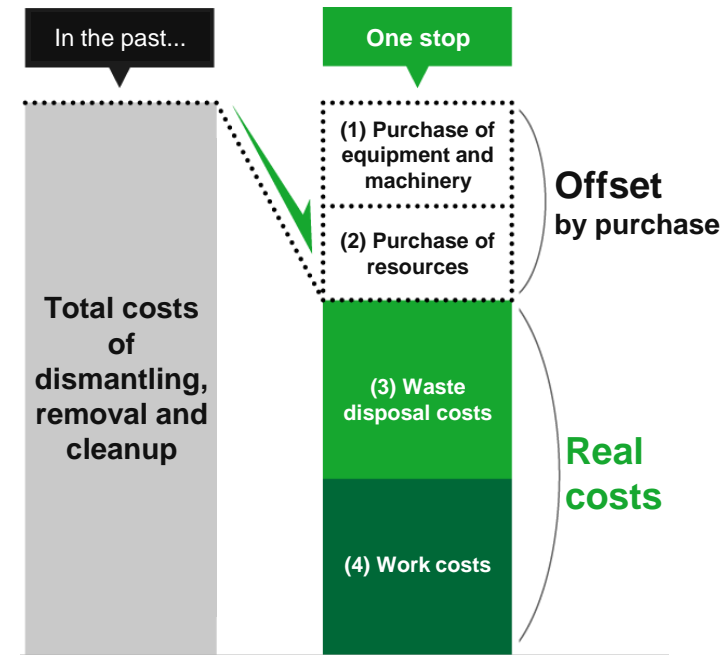 In the past...
One stop
(1) Purchase of
equipment and
machinery
(2) Purchase of
resources
Offset
by purchase
Total costs
of
dismantling,
removal and
cleanup
(3) Waste
disposal costs
Real
costs
(4) Work costs